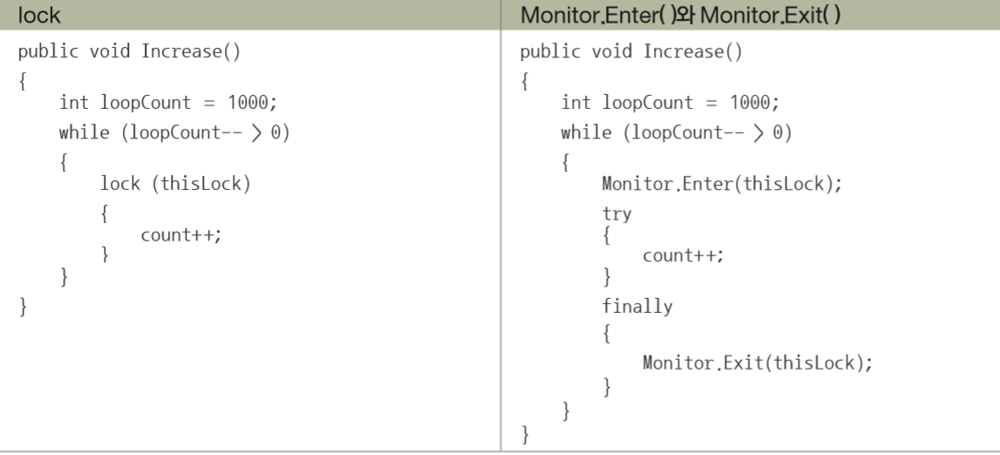 lock
public void Increase()
{
    int loopCount = 1000;
    while (loopCount-- > 0)
    {
        lock (thisLock)
        {
            count++;
        }
    }
}
Monitor.Enter( )와 Monitor.Exit( )
public void Increase()
{
    int loopCount = 1000;
    while (loopCount-- > 0)
    {
        Monitor.Enter(thisLock);
        try
        {
            count++;
        }
        finally
        {
            Monitor.Exit(thisLock);
        }
    }
}